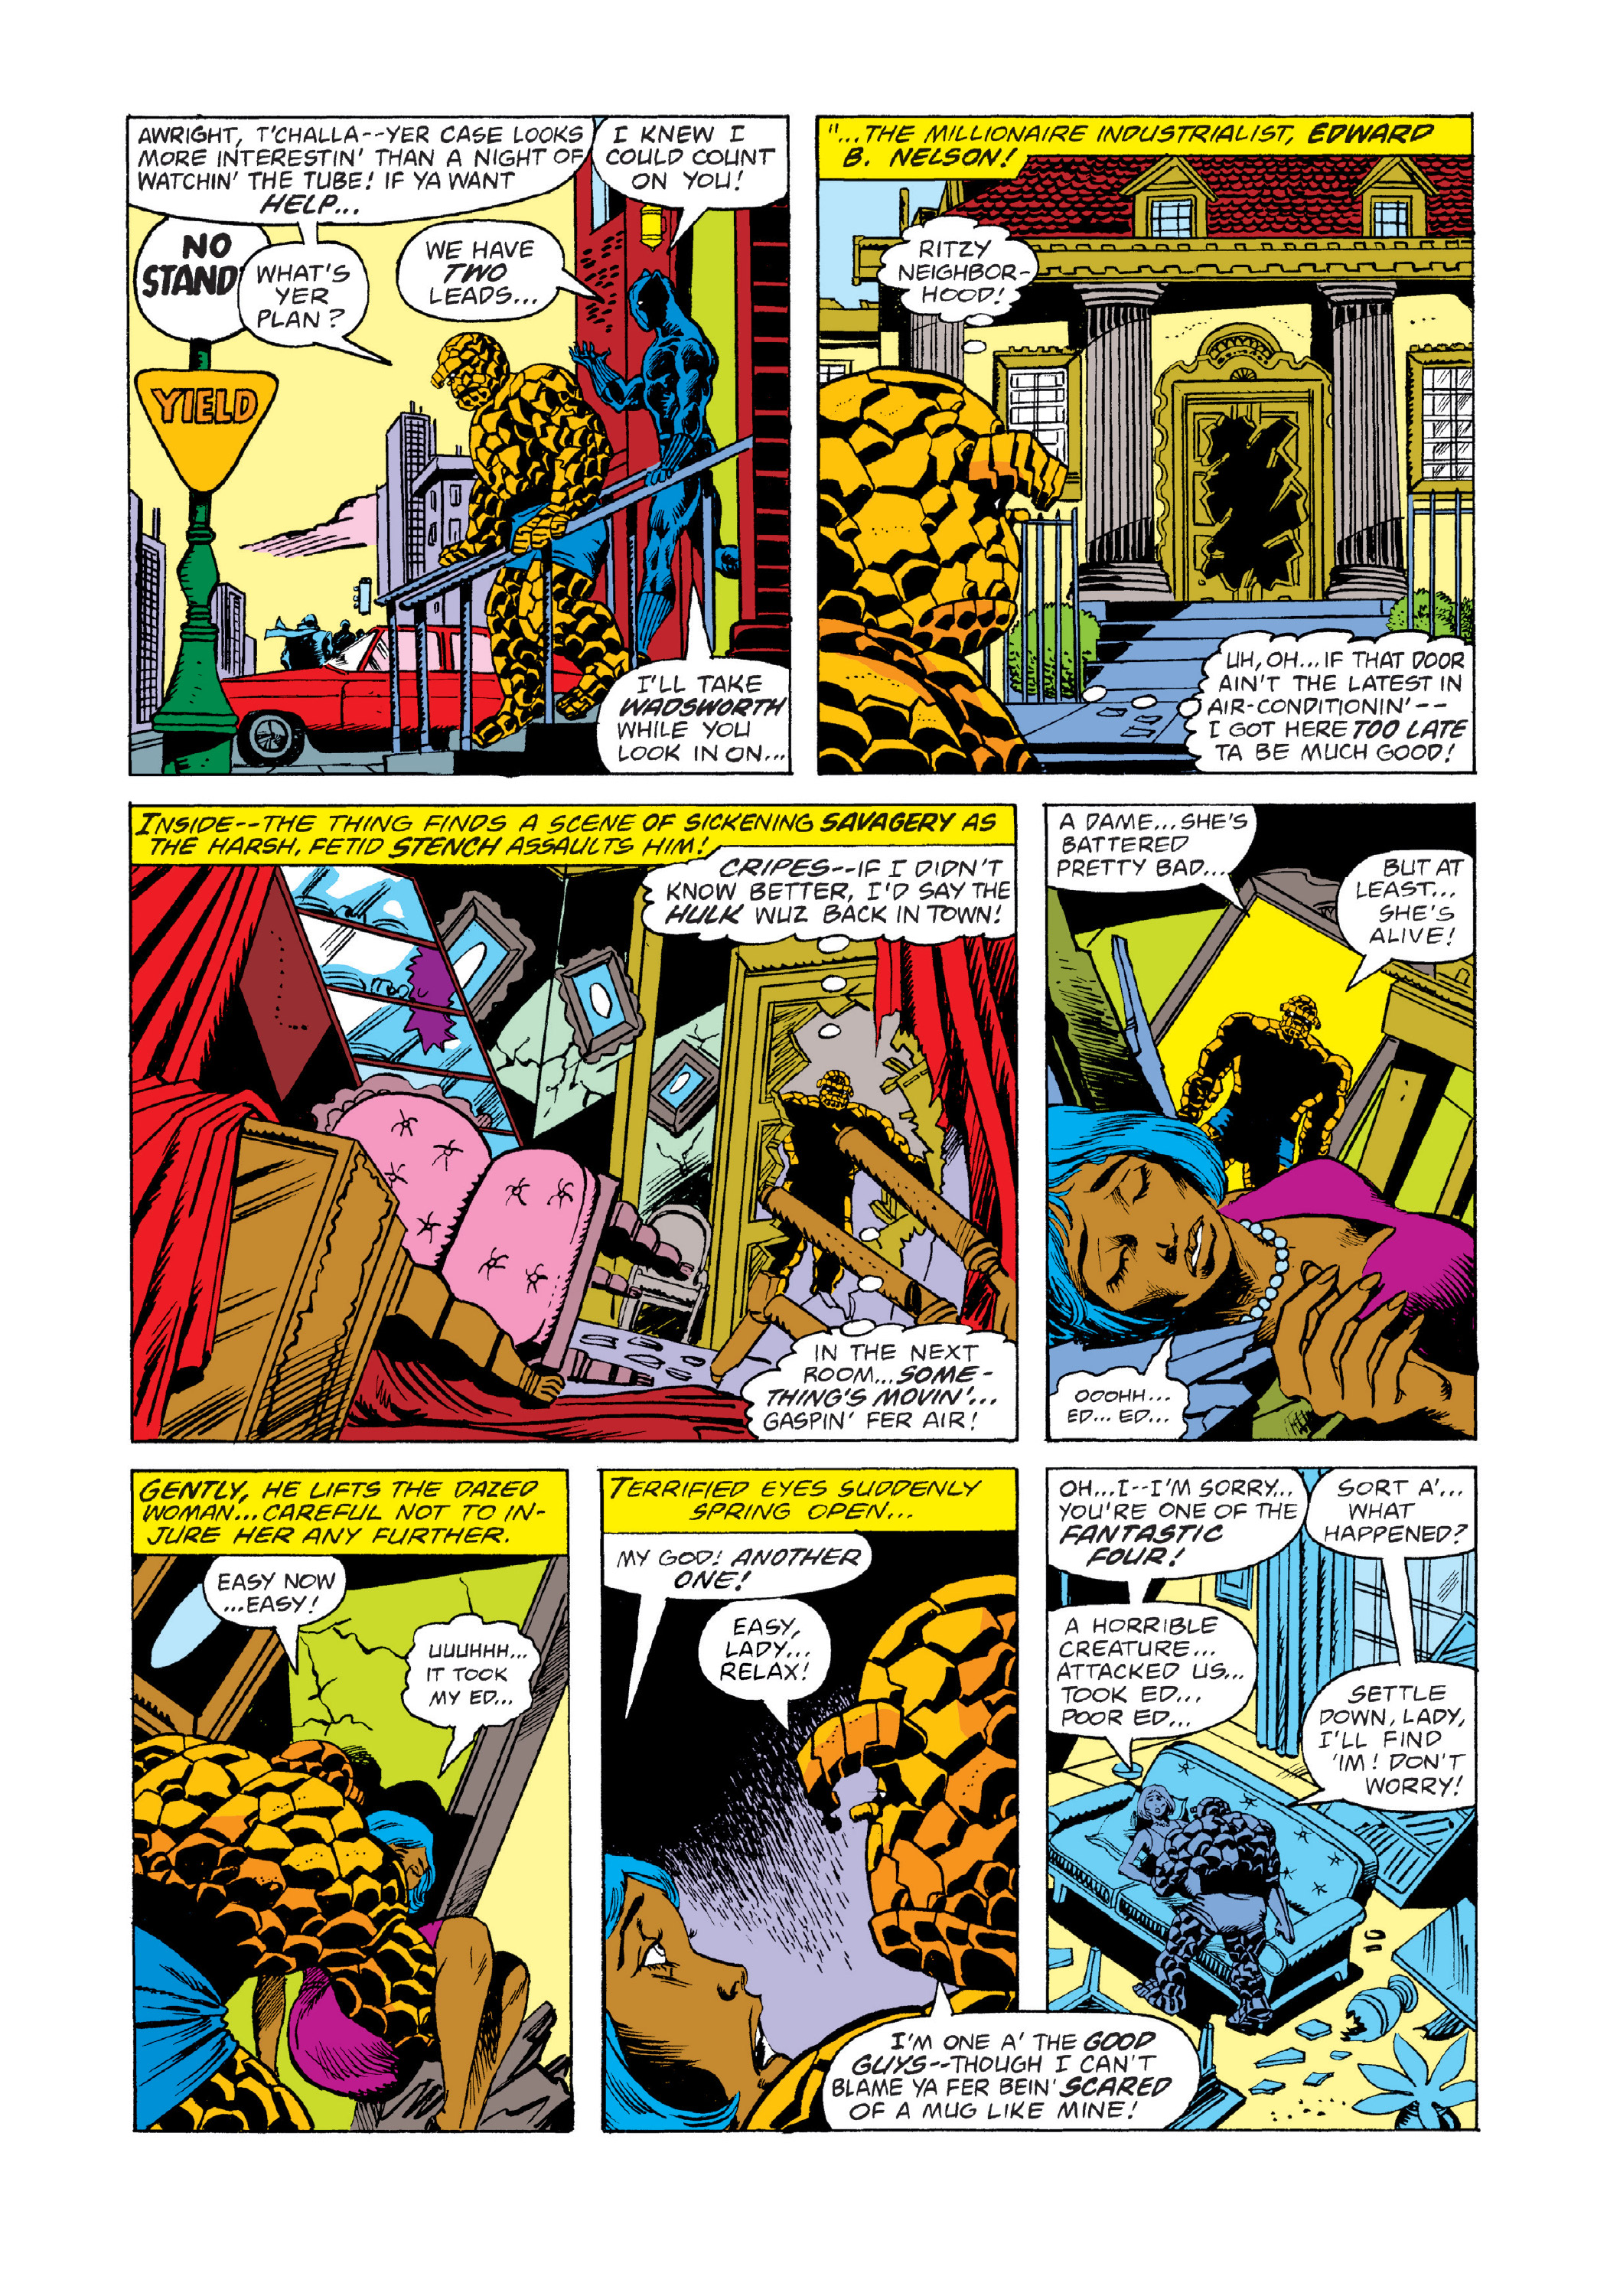 AWRIGHT, T'CHALLA--YER CASE LOOKS
MORE INTERESTIN' THAN A NIGHT OF
WATCHIN' THE TUBE! IF YA WANT
HELP...
I KNEW I
COULD COUNT
ON YOU!
NO
STAND
YIELD
WHAT'S
YER
PLAN?
WE HAVE
TWO
LEADS...
I'LL TAKE
WADSWORTH
WHILE YOU
LOOK IN ON...
"...THE MILLIONAIRE INDUSTRIALIST, EDWARD
B. NELSON!
RITZY
NEIGHBOR-
HOOD!
UH, OH... IF THAT DOOR
AIN'T THE LATEST IN
AIR-CONDITIONIN'--
I GOT HERE TOO LATE
TA BE MUCH GOOD!
INSIDE--THE THING FINDS A SCENE OF SICKENING SAVAGERY AS
THE HARSH, FETID STENCH ASSAULTS HIM!
CRIPES--IF I DIDN'T
KNOW BETTER, I'D SAY THE
HULK WUZ BACK IN TOWN!
IN THE NEXT
ROOM...SOME-
THING'S MOVIN'...
GASPIN' FER AIR!
A DAME...SHE'S
BATTERED
PRETTY BAD...
BUT AT
LEAST...
SHE'S
ALIVE!
OOOHH...
ED... ED...
GENTLY, HE LIFTS THE DAZED
WOMAN...CAREFUL NOT TO IN-
JURE HER ANY FURTHER.
EASY NOW
...EASY!
UUUHHH...
IT TOOK
MY ED...
TERRIFIED EYES SUDDENLY
SPRING OPEN...
MY GOD! ANOTHER
ONE!
EASY,
LADY...
RELAX!
I'M ONE A' THE GOOD
GUYS--THOUGH I CAN'T
BLAME YA FER BEIN' SCARED
OF A MUG LIKE MINE!
OH...I--I'M SORRY...
YOU'RE ONE OF THE
FANTASTIC
FOUR!
SORT A'...
WHAT
HAPPENED?
A HORRIBLE
CREATURE...
ATTACKED US...
TOOK ED...
POOR ED...
SETTLE
DOWN, LADY,
I'LL FIND
'IM! DON'T
WORRY!